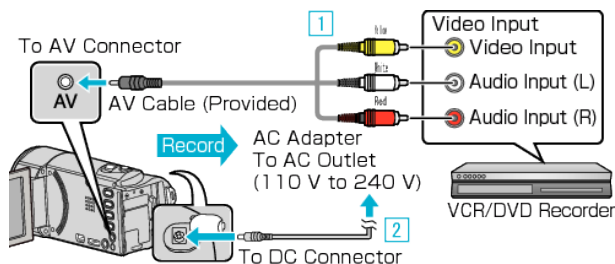 To AV Connector
AV
AV Cable (Provided)
1
Yellow
White
Red
Video Input
Video Input
Audio Input (L)
Audio Input (R)
Record
AC Adapter
To AC Outlet
(110 V to 240 V)
2
To DC Connector
VCR/DVD Recorder